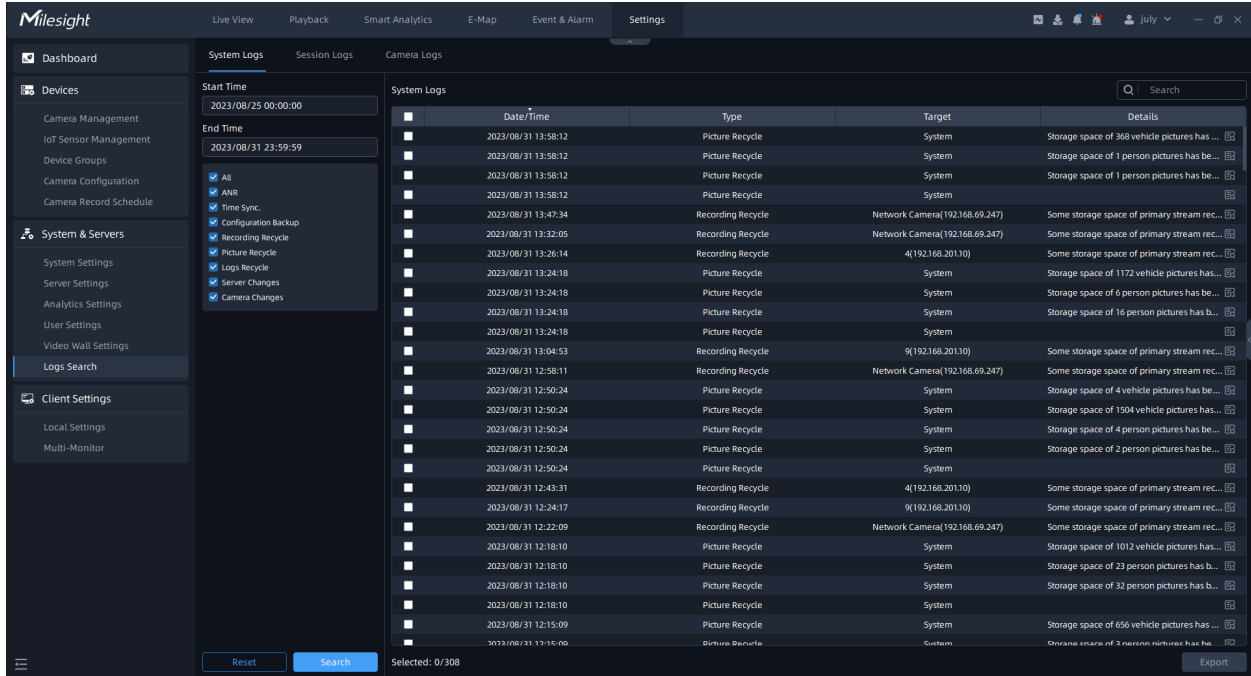 Milesight
Live View Playback Smart Analytics E-Map Event & Alarm Settings july
Dashboard
Devices
Camera Management
IoT Sensor Management
Device Groups
Camera Configuration
Camera Record Schedule
System & Servers
System Settings
Server Settings
Analytics Settings
User Settings
Video Wall Settings
Logs Search
Client Settings
Local Settings
Multi-Monitor
System Logs Session Logs Camera Logs
Start Time
2023/08/25 00:00:00
End Time
2023/08/31 23:59:59
All
ANR
Time Sync.
Configuration Backup
Recording Recycle
Picture Recycle
Logs Recycle
Server Changes
Camera Changes
Reset Search
System Logs Search
Date/Time Type Target Details
2023/08/31 13:58:12 Picture Recycle System Storage space of 368 vehicle pictures has ...
2023/08/31 13:58:12 Picture Recycle System Storage space of 1 person pictures has be...
2023/08/31 13:58:12 Picture Recycle System Storage space of 1 person pictures has be...
2023/08/31 13:58:12 Picture Recycle System
2023/08/31 13:47:34 Recording Recycle Network Camera(192.168.69.247) Some storage space of primary stream rec...
2023/08/31 13:32:05 Recording Recycle Network Camera(192.168.69.247) Some storage space of primary stream rec...
2023/08/31 13:26:14 Recording Recycle 4(192.168.201.10) Some storage space of primary stream rec...
2023/08/31 13:24:18 Picture Recycle System Storage space of 1172 vehicle pictures has...
2023/08/31 13:24:18 Picture Recycle System Storage space of 6 person pictures has be...
2023/08/31 13:24:18 Picture Recycle System Storage space of 16 person pictures has b...
2023/08/31 13:24:18 Picture Recycle System
2023/08/31 13:04:53 Recording Recycle 9(192.168.201.10) Some storage space of primary stream rec...
2023/08/31 12:58:11 Recording Recycle Network Camera(192.168.69.247) Some storage space of primary stream rec...
2023/08/31 12:50:24 Picture Recycle System Storage space of 4 vehicle pictures has be...
2023/08/31 12:50:24 Picture Recycle System Storage space of 1504 vehicle pictures has...
2023/08/31 12:50:24 Picture Recycle System Storage space of 4 person pictures has be...
2023/08/31 12:50:24 Picture Recycle System Storage space of 2 person pictures has be...
2023/08/31 12:50:24 Picture Recycle System
2023/08/31 12:43:31 Recording Recycle 4(192.168.201.10) Some storage space of primary stream rec...
2023/08/31 12:24:17 Recording Recycle 9(192.168.201.10) Some storage space of primary stream rec...
2023/08/31 12:22:09 Recording Recycle Network Camera(192.168.69.247) Some storage space of primary stream rec...
2023/08/31 12:18:10 Picture Recycle System Storage space of 1012 vehicle pictures has...
2023/08/31 12:18:10 Picture Recycle System Storage space of 23 person pictures has b...
2023/08/31 12:18:10 Picture Recycle System Storage space of 32 person pictures has b...
2023/08/31 12:18:10 Picture Recycle System
2023/08/31 12:15:09 Picture Recycle System Storage space of 656 vehicle pictures has ...
2023/08/31 12:15:09 Picture Recycle System Storage space of 3 person pictures has be...
Selected: 0/308 Export